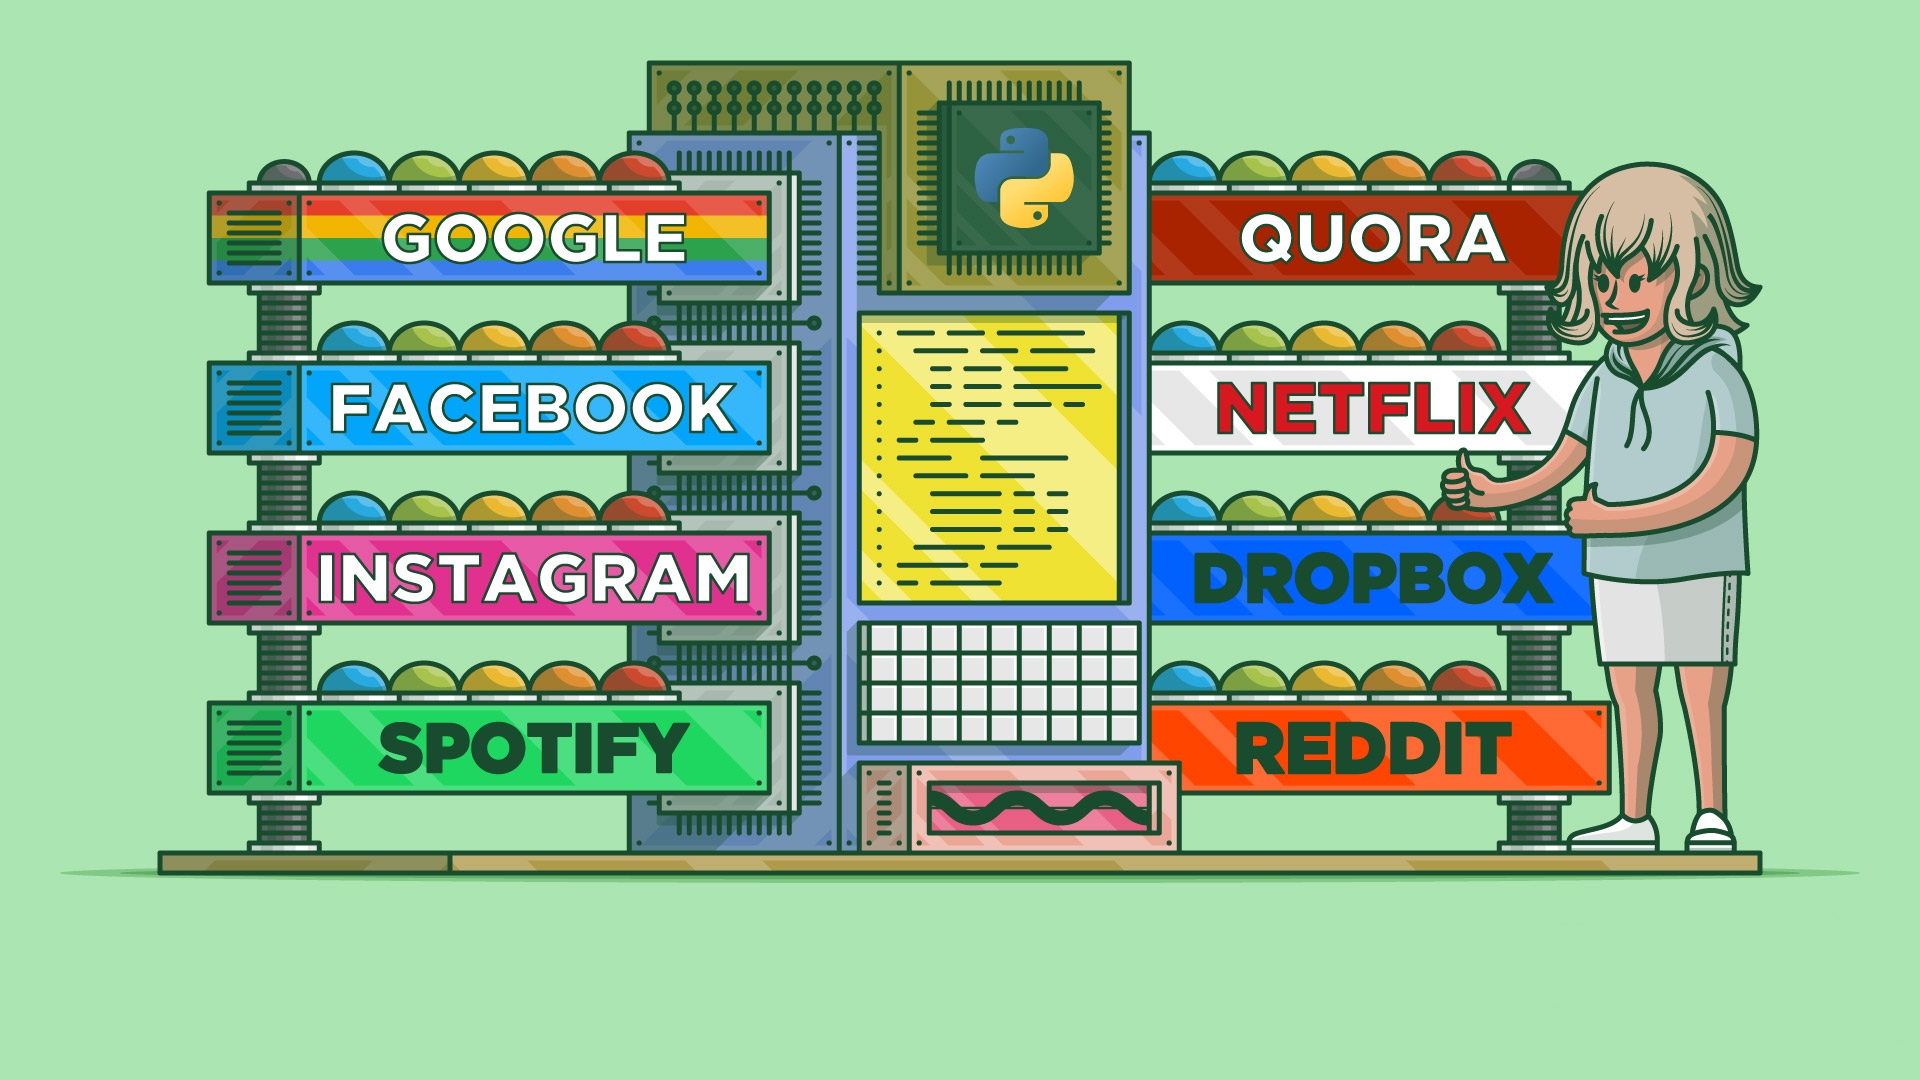 GOOGLE
FACEBOOK
INSTAGRAM
SPOTIFY
QUORA
NETFLIX
DROPBOX
REDDIT